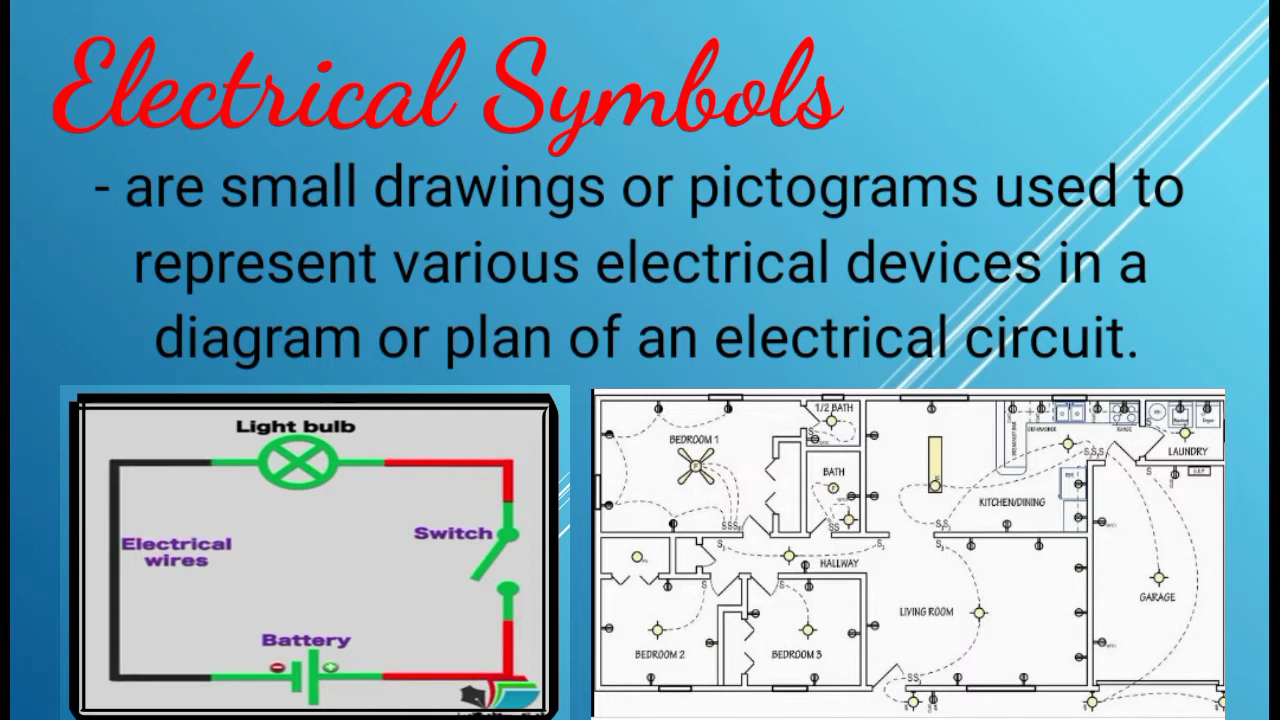 Electrical Symbols
- are small drawings or pictograms used to
represent various electrical devices in a
diagram or plan of an electrical circuit.
Light bulb
Switch
Electrical
wires
Battery
1/2 BATH
BEDROOM 1
BATH
DISHWASHER
RANGE
LAUNDRY
KITCHEN/DINING
HALLWAY
LIVING ROOM
GARAGE
BEDROOM 2
BEDROOM 3